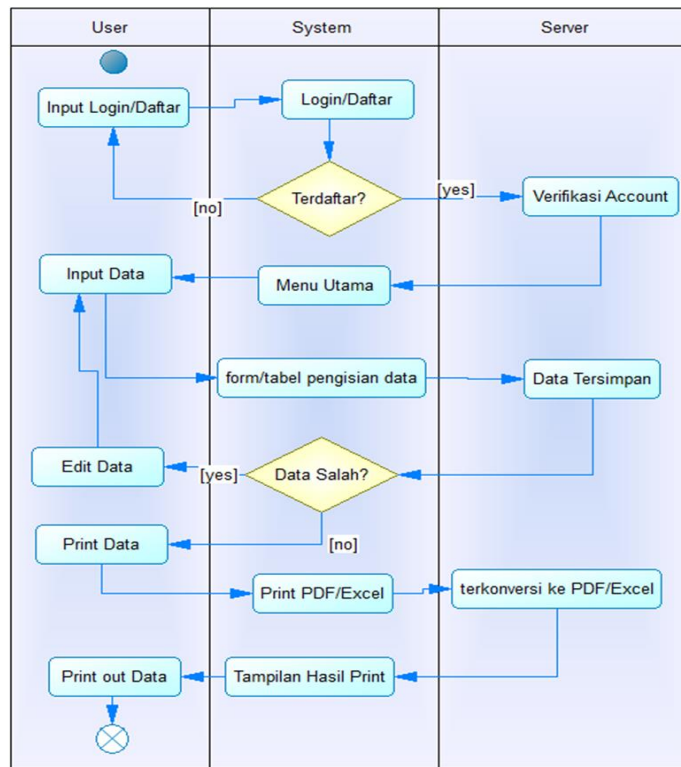 User
System
Server
Input Login/Daftar
Login/Daftar
Terdaftar?
[no]
[yes]
Verifikasi Account
Input Data
Menu Utama
form/tabel pengisian data
Data Tersimpan
Edit Data
[yes]
Data Salah?
[no]
Print Data
Print PDF/Excel
terkonversi ke PDF/Excel
Print out Data
Tampilan Hasil Print